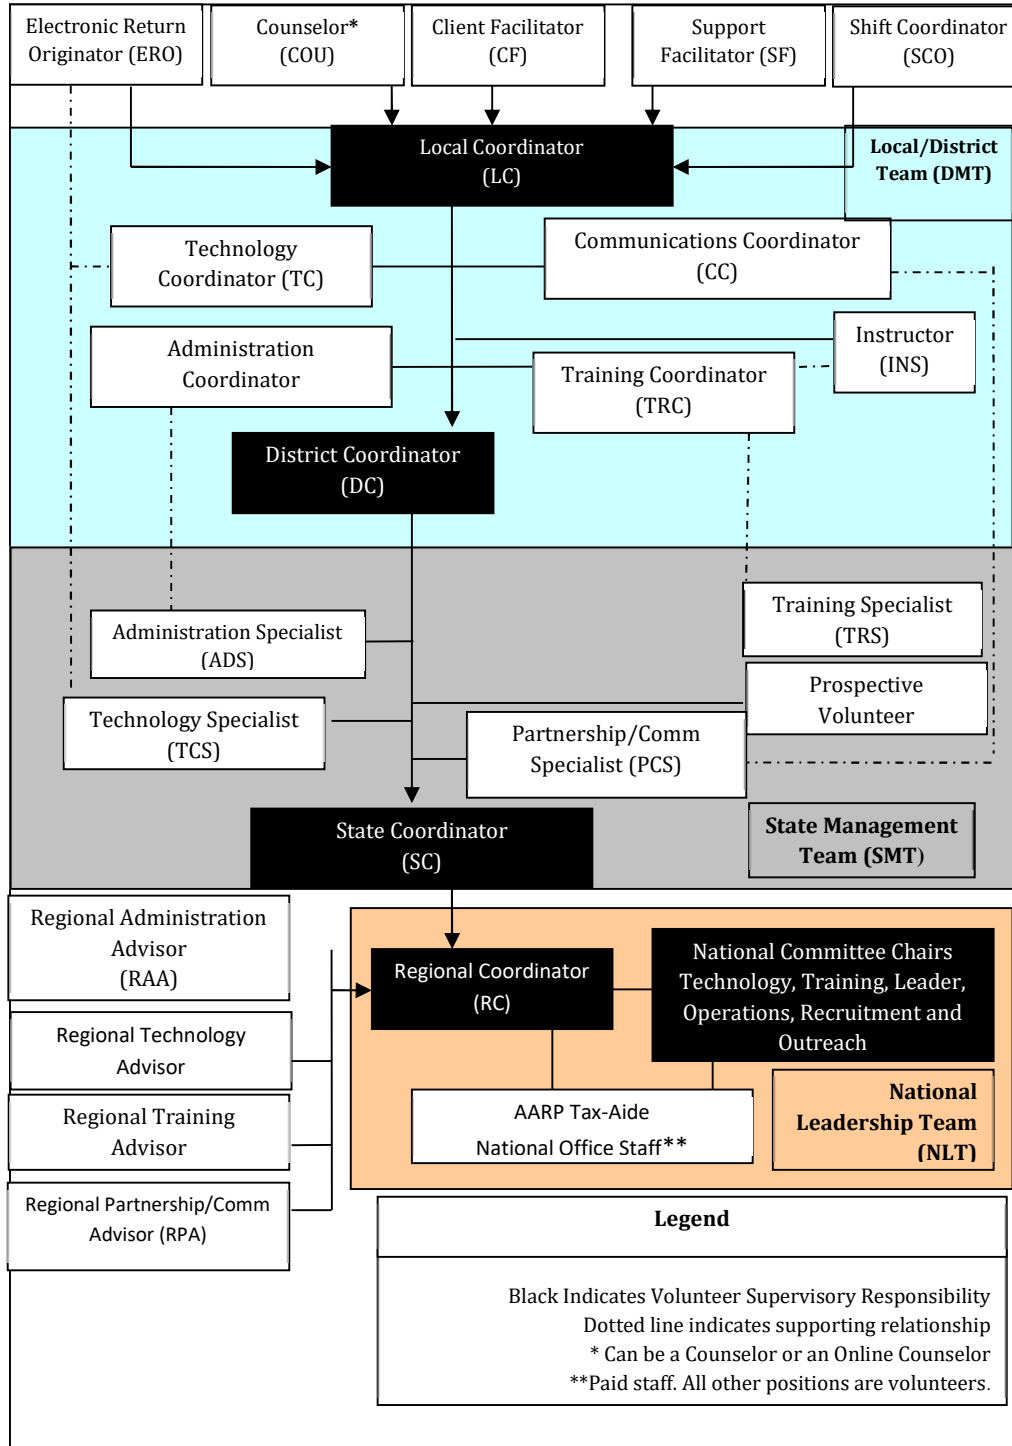 Electronic Return
Originator (ERO)
Counselor*
(COU)
Client Facilitator
(CF)
Support
Facilitator (SF)
Shift Coordinator
(SCO)
Local Coordinator
(LC)
Local/District
Team (DMT)
Technology
Coordinator (TC)
Communications Coordinator
(CC)
Administration
Coordinator
Training Coordinator
(TRC)
Instructor
(INS)
District Coordinator
(DC)
Administration Specialist
(ADS)
Training Specialist
(TRS)
Prospective
Volunteer
Technology Specialist
(TCS)
Partnership/Comm
Specialist (PCS)
State Coordinator
(SC)
State Management
Team (SMT)
Regional Administration
Advisor
(RAA)
Regional Technology
Advisor
Regional Training
Advisor
Regional Partnership/Comm
Advisor (RPA)
Regional Coordinator
(RC)
National Committee Chairs
Technology, Training, Leader,
Operations, Recruitment and
Outreach
AARP Tax-Aide
National Office Staff**
National
Leadership Team
(NLT)
Legend
Black Indicates Volunteer Supervisory Responsibility
Dotted line indicates supporting relationship
* Can be a Counselor or an Online Counselor
**Paid staff. All other positions are volunteers.